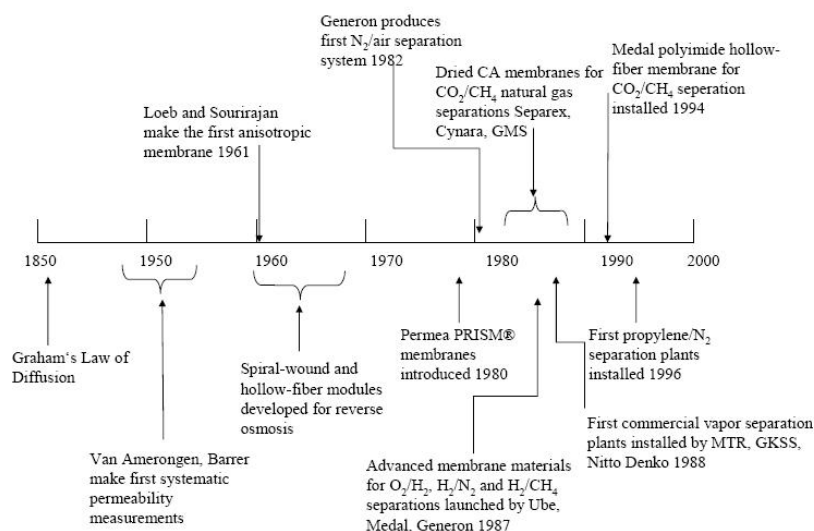 Generon produces
first N₂/air separation
system 1982
Dried CA membranes for
CO₂/CH₄ natural gas
separations Separex,
Cynara, GMS
Medal polyimide hollow-
fiber membrane for
CO₂/CH₄ seperation
installed 1994
Loeb and Sourirajan
make the first anisotropic
membrane 1961
1850
1950
1960
1970
1980
1990
2000
Graham‘s Law of
Diffusion
Van Amerongen, Barrer
make first systematic
permeability
measurements
Spiral-wound and
hollow-fiber modules
developed for reverse
osmosis
Permea PRISM®
membranes
introduced 1980
Advanced membrane materials
for O₂/H₂, H₂/N₂ and H₂/CH₄
separations launched by Ube,
Medal, Generon 1987
First propylene/N₂
separation plants
installed 1996
First commercial vapor separation
plants installed by MTR, GKSS,
Nitto Denko 1988